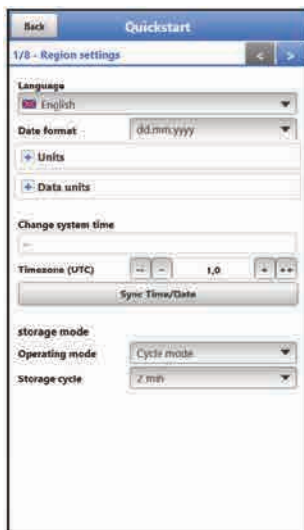 Back Quickstart
1/8 - Region settings < >
Language
English
Date format dd.mm.yyyy
+ Units
+ Data units
Change system time
--
Timezone (UTC) -- - 1,0 + ++
Sync Time/Date
storage mode
Operating mode Cycle mode
Storage cycle 2 min